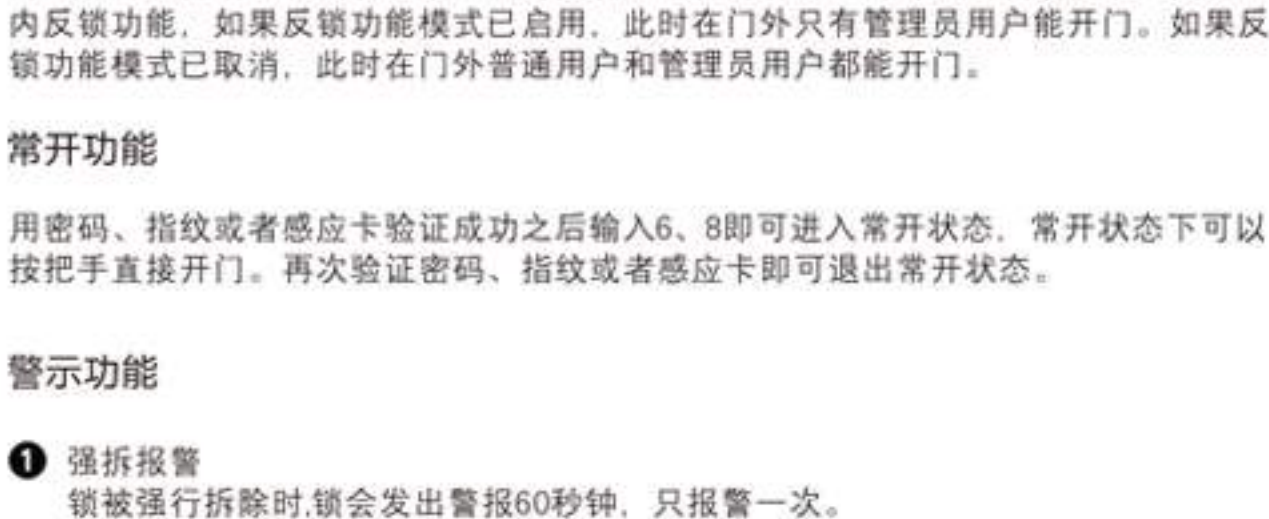 内反锁功能，如果反锁功能模式已启用，此时在门外只有管理员用户能开门。如果反
锁功能模式已取消，此时在门外普通用户和管理员用户都能开门。
常开功能
用密码、指纹或者感应卡验证成功之后输入6、8即可进入常开状态，常开状态下可以
按把手直接开门。再次验证密码、指纹或者感应卡即可退出常开状态。
警示功能
❶ 强拆报警
锁被强行拆除时,锁会发出警报60秒钟，只报警一次。